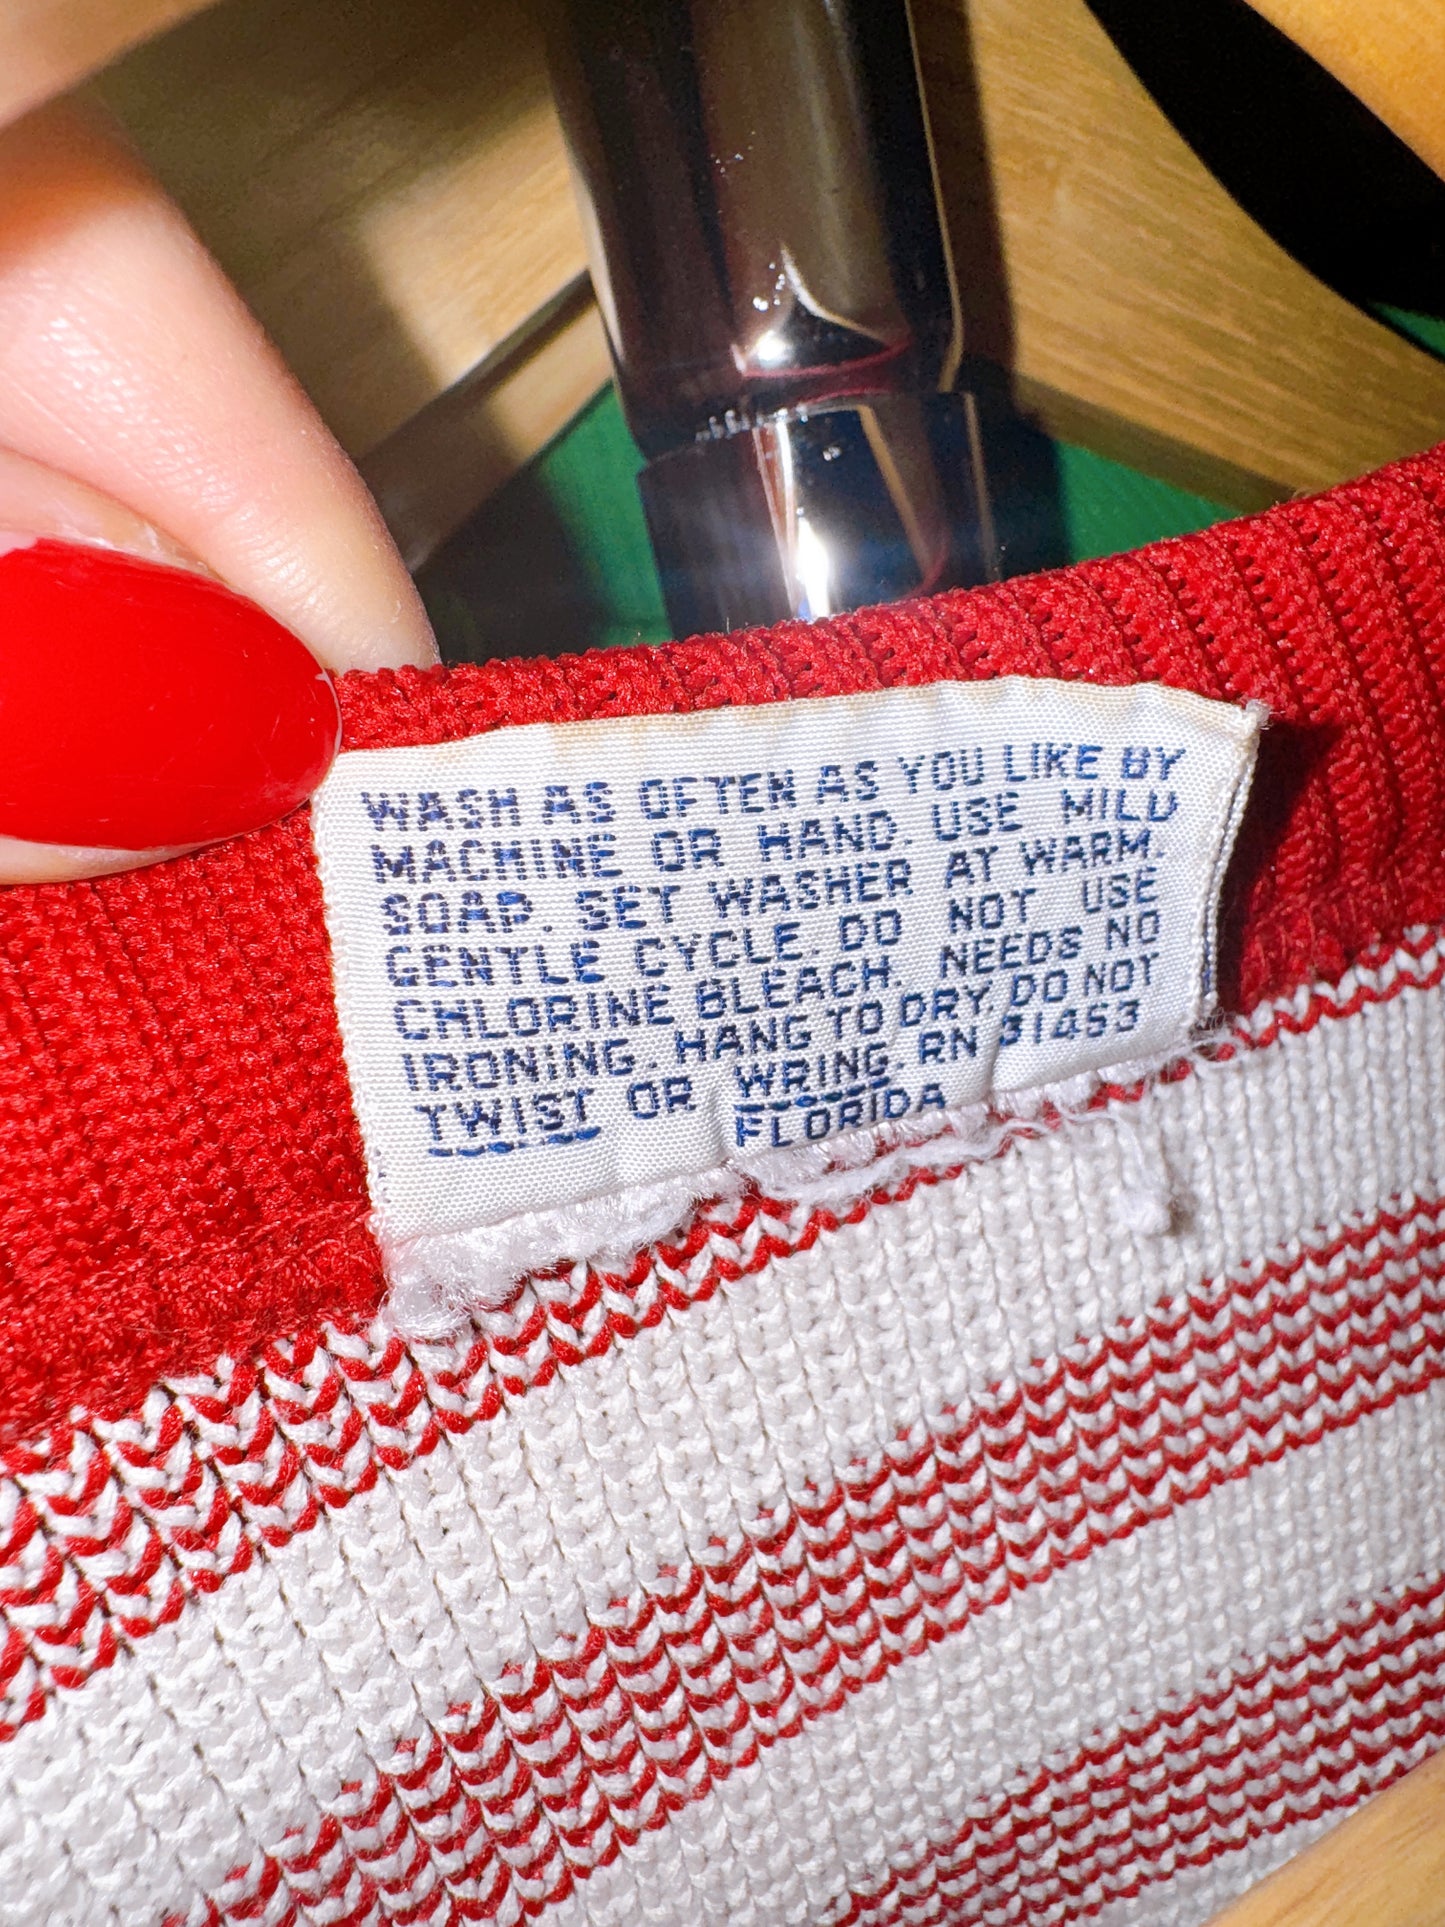 WASH AS OFTEN AS YOU LIKE BY
MACHINE OR HAND. USE MILD
SOAP. SET WASHER AT WARM.
GENTLE CYCLE. DO NOT USE
CHLORINE BLEACH. NEEDS NO
IRONING. HANG TO DRY. DO NOT
TWIST OR WRING. RN 31453
FLORIDA